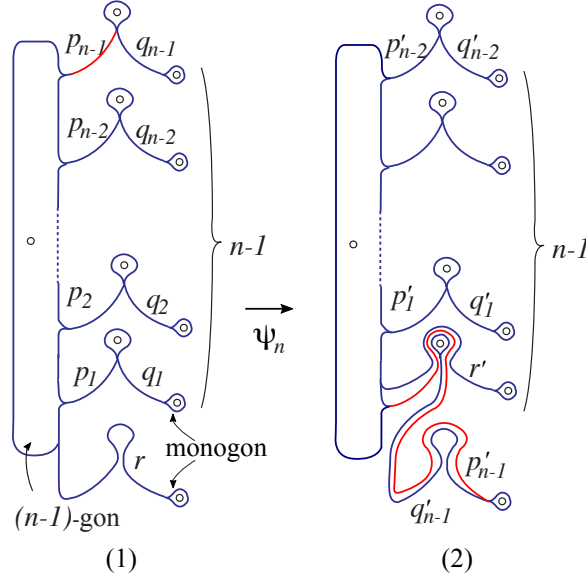 p_{n-1} q_{n-1}
p_{n-2} q_{n-2}
n-1
p_2 q_2
p_1 q_1
r
monogon
(n-1)-gon
(1)
Ψ_n
p'_{n-2} q'_{n-2}
n-1
p'_1 q'_1
r'
p'_{n-1}
q'_{n-1}
(2)